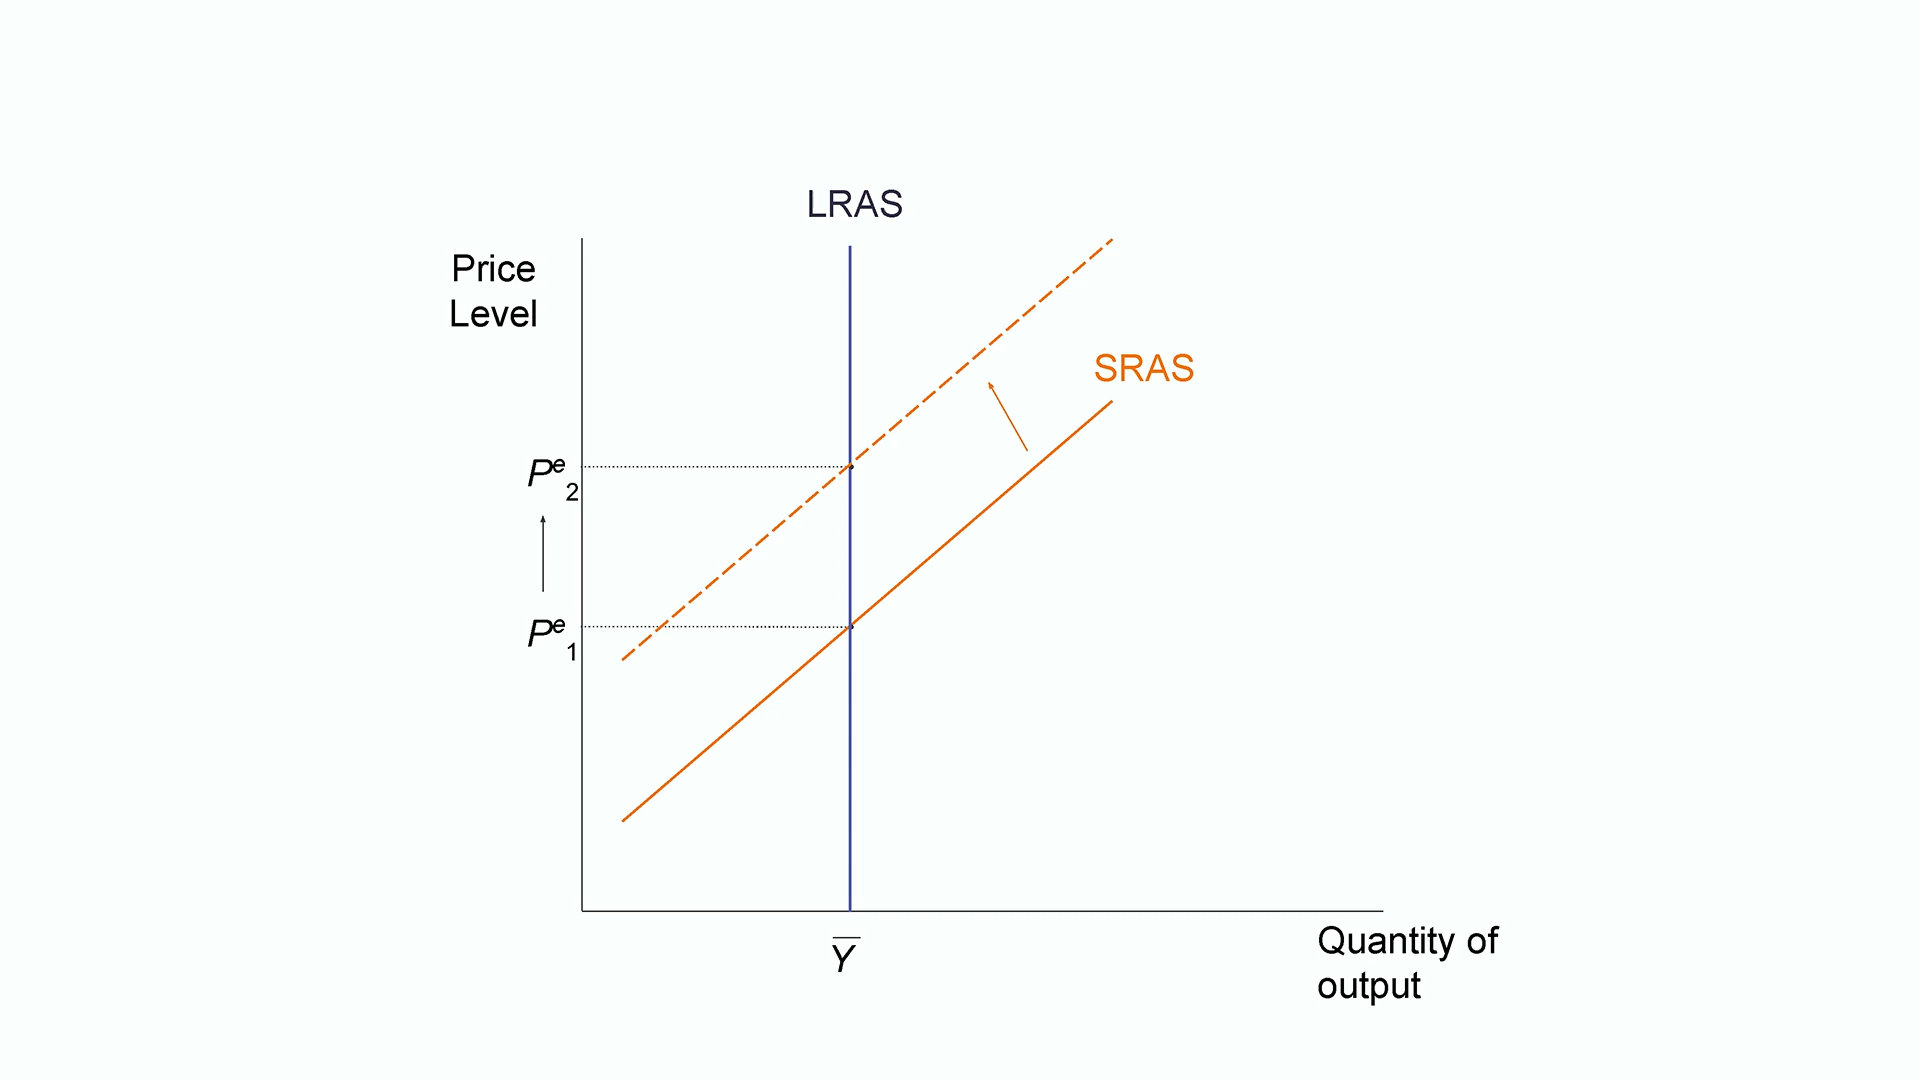 LRAS
Price
Level
SRAS
Pe2
Pe1
Y̅
Quantity of
output